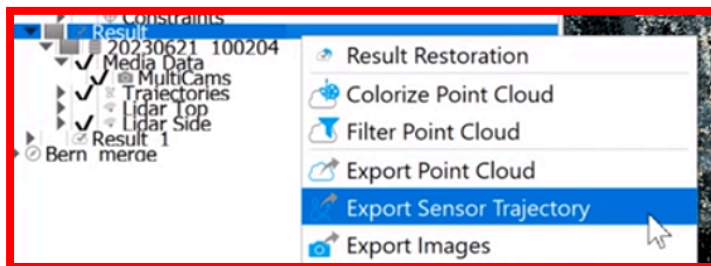 Constraints
Result
20230621_100204
Media Data
MultiCams
Trajectories
Lidar Top
Lidar Side
Result_1
Bern_merge
Result Restoration
Colorize Point Cloud
Filter Point Cloud
Export Point Cloud
Export Sensor Trajectory
Export Images